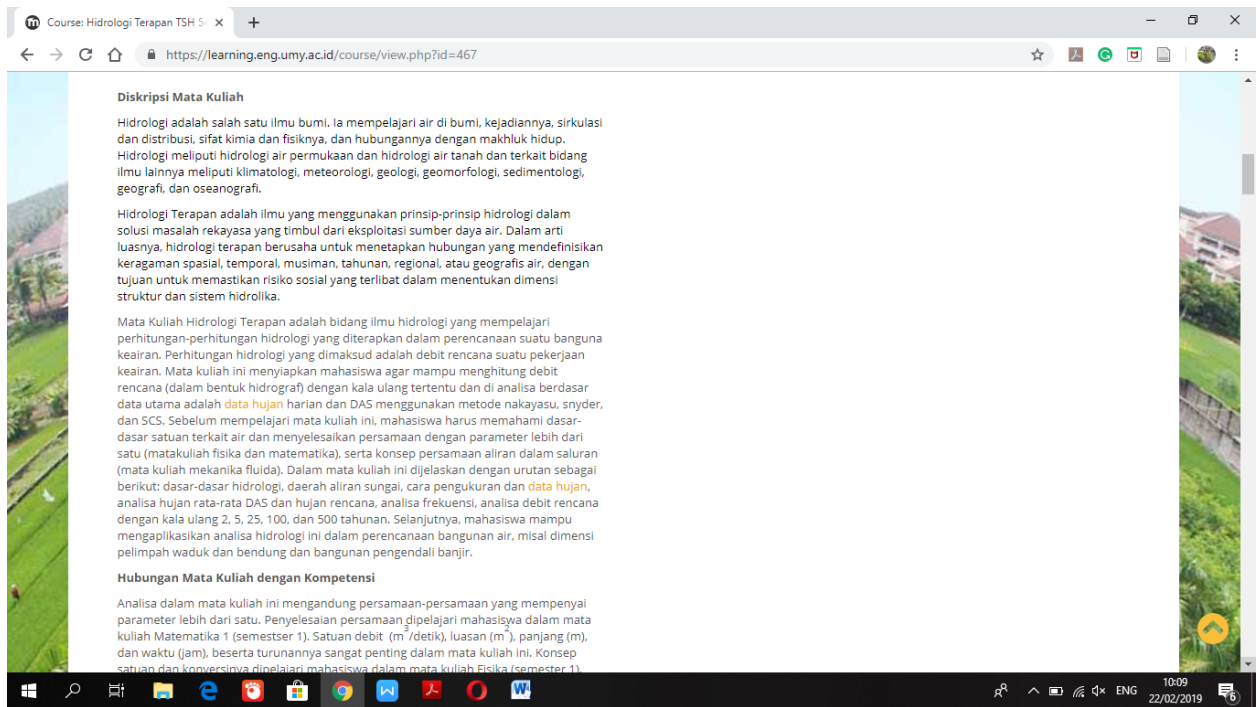 Course: Hidrologi Terapan TSH 5
https://learning.eng.umy.ac.id/course/view.php?id=467
Diskripsi Mata Kuliah
Hidrologi adalah salah satu ilmu bumi. Ia mempelajari air di bumi, kejadiannya, sirkulasi
dan distribusi, sifat kimia dan fisiknya, dan hubungannya dengan makhluk hidup.
Hidrologi meliputi hidrologi air permukaan dan hidrologi air tanah dan terkait bidang
ilmu lainnya meliputi klimatologi, meteorologi, geologi, geomorfologi, sedimentologi,
geografi, dan oseanografi.
Hidrologi Terapan adalah ilmu yang menggunakan prinsip-prinsip hidrologi dalam
solusi masalah rekayasa yang timbul dari eksploitasi sumber daya air. Dalam arti
luasnya, hidrologi terapan berusaha untuk menetapkan hubungan yang mendefinisikan
keragaman spasial, temporal, musiman, tahunan, regional, atau geografis air, dengan
tujuan untuk memastikan risiko sosial yang terlibat dalam menentukan dimensi
struktur dan sistem hidrolika.
Mata Kuliah Hidrologi Terapan adalah bidang ilmu hidrologi yang mempelajari
perhitungan-perhitungan hidrologi yang diterapkan dalam perencanaan suatu banguna
keairan. Perhitungan hidrologi yang dimaksud adalah debit rencana suatu pekerjaan
keairan. Mata kuliah ini menyiapkan mahasiswa agar mampu menghitung debit
rencana (dalam bentuk hidrograf) dengan kala ulang tertentu dan di analisa berdasar
data utama adalah data hujan harian dan DAS menggunakan metode nakayasu, snyder,
dan SCS. Sebelum mempelajari mata kuliah ini, mahasiswa harus memahami dasar-
dasar satuan terkait air dan menyelesaikan persamaan dengan parameter lebih dari
satu (matakuliah fisika dan matematika), serta konsep persamaan aliran dalam saluran
(mata kuliah mekanika fluida). Dalam mata kuliah ini dijelaskan dengan urutan sebagai
berikut: dasar-dasar hidrologi, daerah aliran sungai, cara pengukuran dan data hujan,
analisa hujan rata-rata DAS dan hujan rencana, analisa frekuensi, analisa debit rencana
dengan kala ulang 2, 5, 25, 100, dan 500 tahunan. Selanjutnya, mahasiswa mampu
mengaplikasikan analisa hidrologi ini dalam perencanaan bangunan air, misal dimensi
pelimpah waduk dan bendung dan bangunan pengendali banjir.
Hubungan Mata Kuliah dengan Kompetensi
Analisa dalam mata kuliah ini mengandung persamaan-persamaan yang mempenyai
parameter lebih dari satu. Penyelesaian persamaan dipelajari mahasiswa dalam mata
kuliah Matematika 1 (semestser 1). Satuan debit (m³/detik), luasan (m²), panjang (m),
dan waktu (jam), beserta turunannya sangat penting dalam mata kuliah ini. Konsep
satuan dan konversinya dipelajari mahasiswa dalam mata kuliah Fisika (semester 1).
ENG
10:09
22/02/2019